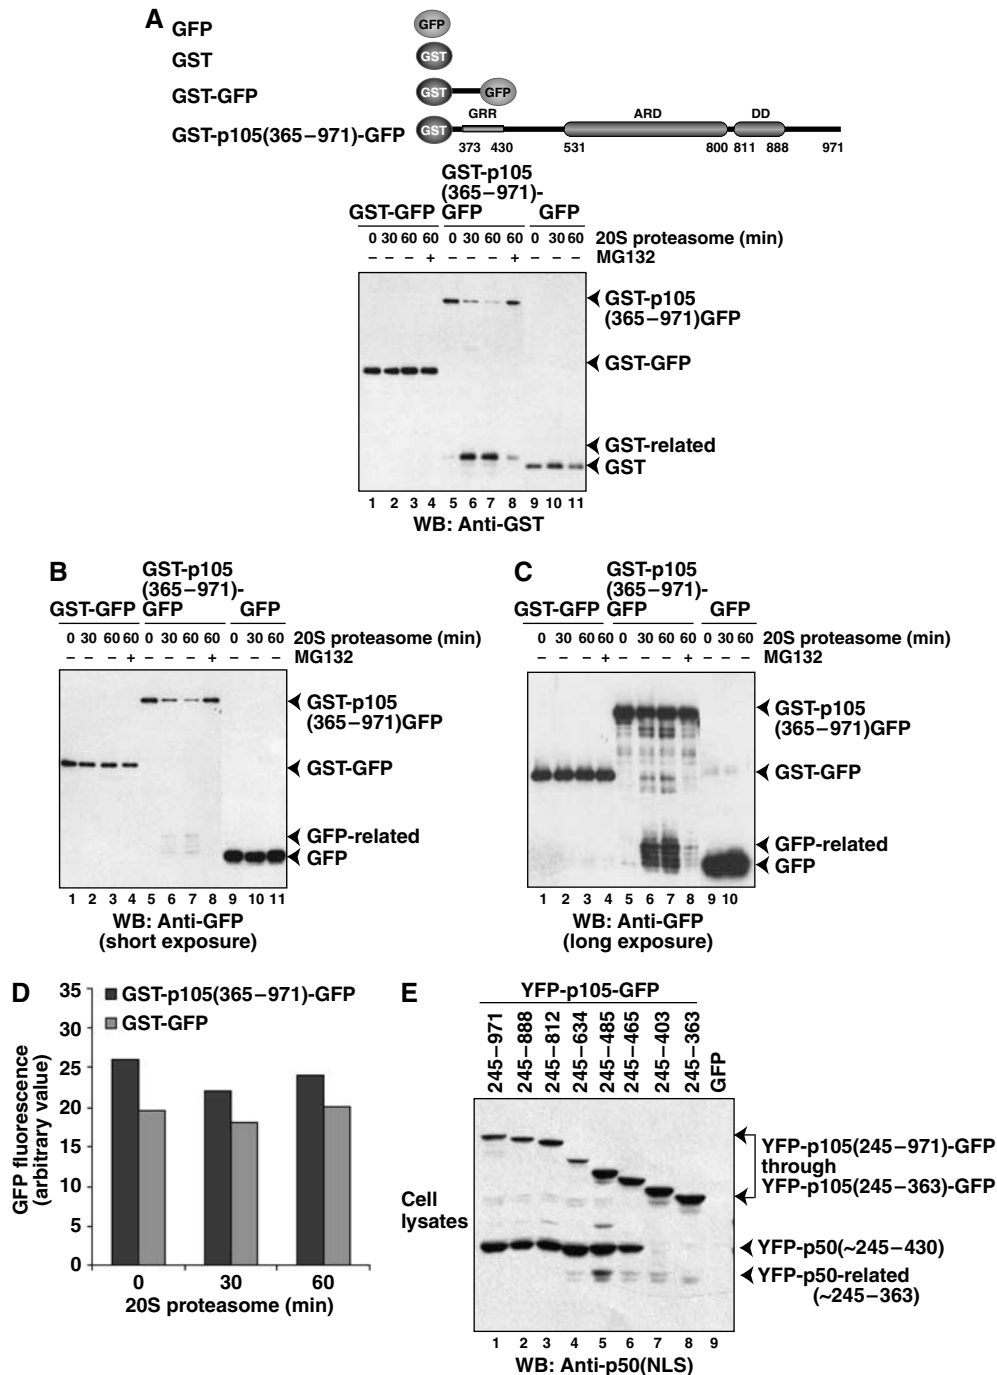 A
GFP
GFP
GST
GST
GST-GFP
GST
GFP
GST-p105(365–971)-GFP
GST
GRR
ARD
DD
373
430
531
800
811
888
971
GST-p105
(365–971)-
GST-GFP
GFP
GFP
0 30 60 60 0 30 60 60 0 30 60
20S proteasome (min)
– – – + – – – + – – –
MG132
GST-p105
(365–971)GFP
GST-GFP
GST-related
GST
1 2 3 4 5 6 7 8 9 10 11
WB: Anti-GST
B
GST-p105
(365–971)-
GST-GFP
GFP
GFP
0 30 60 60 0 30 60 60 0 30 60
20S proteasome (min)
– – – + – – – + – – –
MG132
GST-p105
(365–971)GFP
GST-GFP
GFP-related
GFP
1 2 3 4 5 6 7 8 9 10 11
WB: Anti-GFP
(short exposure)
C
GST-p105
(365–971)-
GST-GFP
GFP
GFP
0 30 60 60 0 30 60 60 0 30 60
20S proteasome (min)
– – – + – – – + – – –
MG132
GST-p105
(365–971)GFP
GST-GFP
GFP-related
GFP
1 2 3 4 5 6 7 8 9 10
WB: Anti-GFP
(long exposure)
D
GFP fluorescence
(arbitrary value)
35
30
25
20
15
10
5
0
GST-p105(365–971)-GFP
GST-GFP
0 30 60
20S proteasome (min)
E
YFP-p105-GFP
245–971
245–888
245–812
245–634
245–485
245–465
245–403
245–363
GFP
Cell
lysates
YFP-p105(245–971)-GFP
through
YFP-p105(245–363)-GFP
YFP-p50(~245–430)
YFP-p50-related
(~245–363)
1 2 3 4 5 6 7 8 9
WB: Anti-p50(NLS)